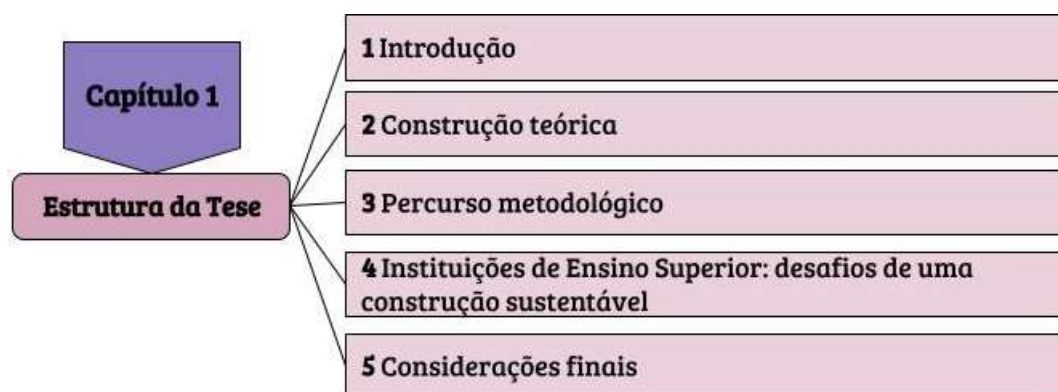 Capítulo 1
Estrutura da Tese
1 Introdução
2 Construção teórica
3 Percurso metodológico
4 Instituições de Ensino Superior: desafios de uma
construção sustentável
5 Considerações finais